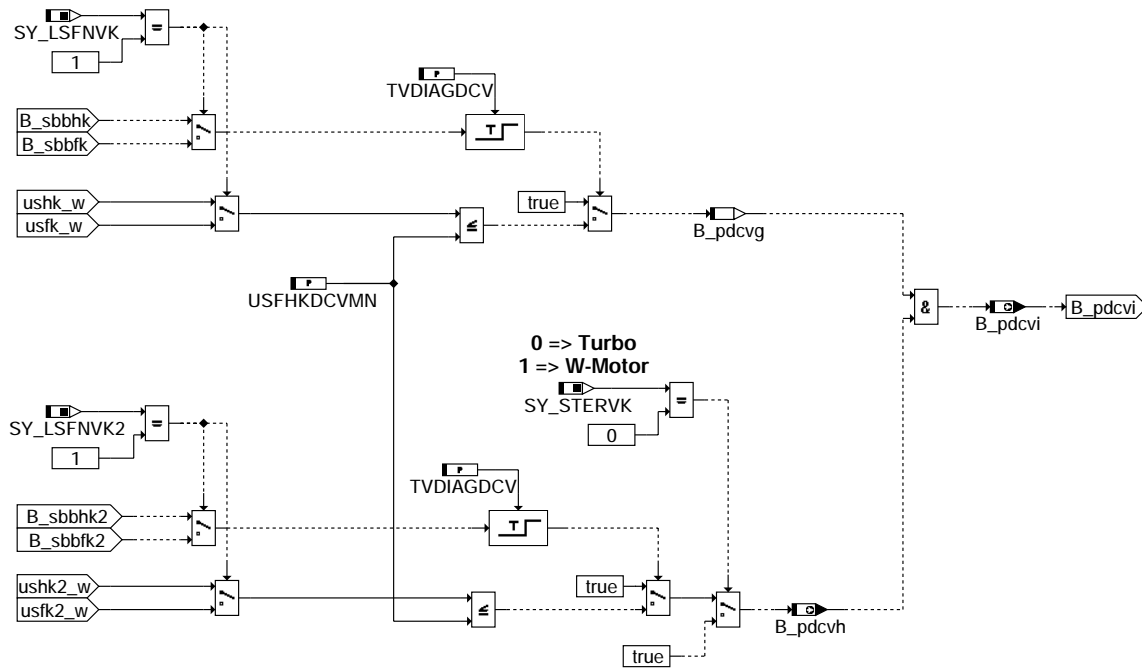 SY_LSFNVK
=
1
TVDIAGDCV
P
B_sbbhk
B_sbbfk
T
ushk_w
usfk_w
true
≤
B_pdcvg
P
USFHKDCVMN
&
B_pdcvi
B_pdcvi
0 => Turbo
1 => W-Motor
SY_STERVK
=
0
SY_LSFNVK2
=
1
P
TVDIAGDCV
B_sbbhk2
B_sbbfk2
T
ushk2_w
usfk2_w
true
≤
B_pdcvh
true